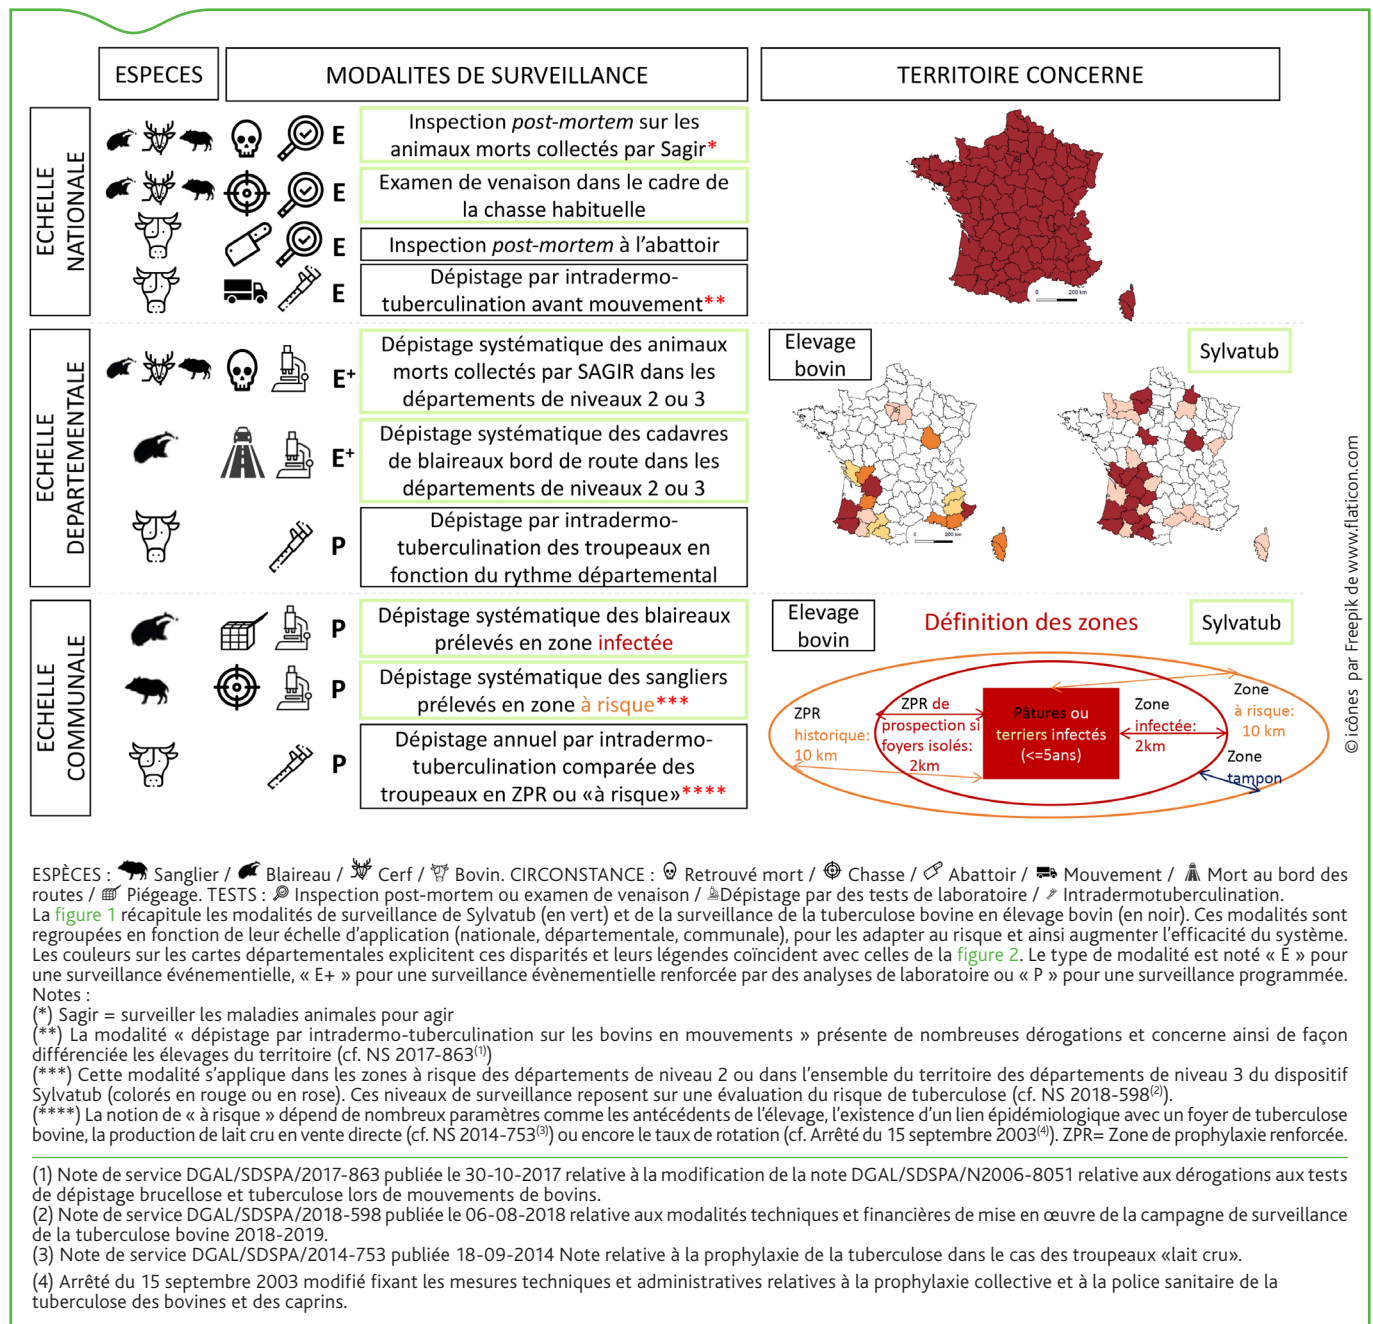 ESPECES
MODALITES DE SURVEILLANCE
TERRITOIRE CONCERNE
ECHELLE
NATIONALE
E
Inspection post-mortem sur les
animaux morts collectés par Sagir*
E
Examen de venaison dans le cadre de
la chasse habituelle
E
Inspection post-mortem à l’abattoir
E
Dépistage par intradermo-
tuberculination avant mouvement**
0 200 km
ECHELLE
DEPARTEMENTALE
E+
Dépistage systématique des animaux
morts collectés par SAGIR dans les
départements de niveaux 2 ou 3
E+
Dépistage systématique des cadavres
de blaireaux bord de route dans les
départements de niveaux 2 ou 3
P
Dépistage par intradermo-
tuberculination des troupeaux en
fonction du rythme départemental
Elevage
bovin
Sylvatub
0 200 km
ECHELLE
COMMUNALE
P
Dépistage systématique des blaireaux
prélevés en zone infectée
P
Dépistage systématique des sangliers
prélevés en zone à risque***
P
Dépistage annuel par intradermo-
tuberculination comparée des
troupeaux en ZPR ou «à risque»****
Elevage
bovin
Définition des zones
Sylvatub
ZPR
historique:
10 km
ZPR de
prospection si
foyers isolés:
2km
Pâtures ou
terriers infectés
(<=5ans)
Zone
infectée:
2km
Zone
à risque:
10 km
Zone
tampon
© icônes par Freepik de www.flaticon.com
ESPÈCES : Sanglier / Blaireau / Cerf / Bovin. CIRCONSTANCE : Retrouvé mort / Chasse / Abattoir / Mouvement / Mort au bord des
routes / Piégeage. TESTS : Inspection post-mortem ou examen de venaison / Dépistage par des tests de laboratoire / Intradermotuberculination.
La figure 1 récapitule les modalités de surveillance de Sylvatub (en vert) et de la surveillance de la tuberculose bovine en élevage bovin (en noir). Ces modalités sont
regroupées en fonction de leur échelle d’application (nationale, départementale, communale), pour les adapter au risque et ainsi augmenter l’efficacité du système.
Les couleurs sur les cartes départementales explicitent ces disparités et leurs légendes coïncident avec celles de la figure 2. Le type de modalité est noté « E » pour
une surveillance événementielle, « E+ » pour une surveillance évènementielle renforcée par des analyses de laboratoire ou « P » pour une surveillance programmée.
Notes :
(*) Sagir = surveiller les maladies animales pour agir
(**) La modalité « dépistage par intradermo-tuberculination sur les bovins en mouvements » présente de nombreuses dérogations et concerne ainsi de façon
différenciée les élevages du territoire (cf. NS 2017-863(1))
(***) Cette modalité s’applique dans les zones à risque des départements de niveau 2 ou dans l’ensemble du territoire des départements de niveau 3 du dispositif
Sylvatub (colorés en rouge ou en rose). Ces niveaux de surveillance reposent sur une évaluation du risque de tuberculose (cf. NS 2018-598(2)).
(****) La notion de « à risque » dépend de nombreux paramètres comme les antécédents de l’élevage, l’existence d’un lien épidémiologique avec un foyer de tuberculose
bovine, la production de lait cru en vente directe (cf. NS 2014-753(3)) ou encore le taux de rotation (cf. Arrêté du 15 septembre 2003(4)). ZPR= Zone de prophylaxie renforcée.
(1) Note de service DGAL/SDSPA/2017-863 publiée le 30-10-2017 relative à la modification de la note DGAL/SDSPA/N2006-8051 relative aux dérogations aux tests
de dépistage brucellose et tuberculose lors de mouvements de bovins.
(2) Note de service DGAL/SDSPA/2018-598 publiée le 06-08-2018 relative aux modalités techniques et financières de mise en œuvre de la campagne de surveillance
de la tuberculose bovine 2018-2019.
(3) Note de service DGAL/SDSPA/2014-753 publiée 18-09-2014 Note relative à la prophylaxie de la tuberculose dans le cas des troupeaux «lait cru».
(4) Arrêté du 15 septembre 2003 modifié fixant les mesures techniques et administratives relatives à la prophylaxie collective et à la police sanitaire de la
tuberculose des bovines et des caprins.